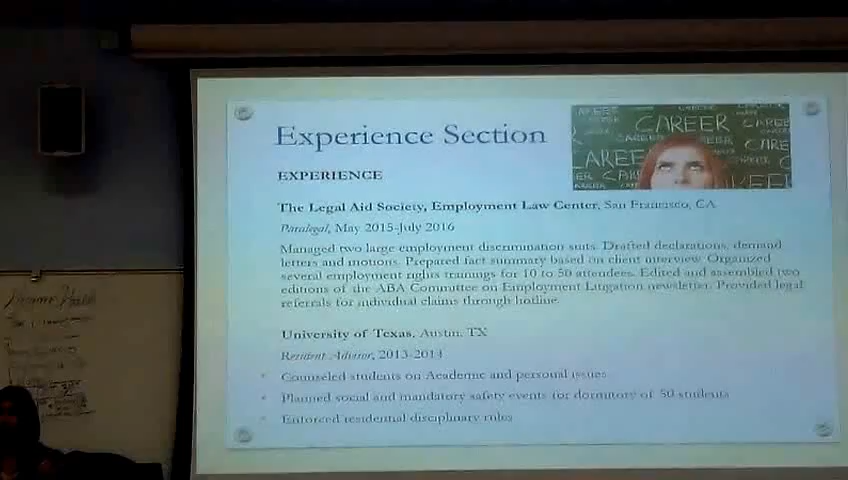 Experience Section
CAREER
EXPERIENCE
The Legal Aid Society, Employment Law Center, San Francisco, CA
Paralegal, May 2015-July 2016
Managed two large employment discrimination suits. Drafted declarations, demand
letters and motions. Prepared fact summary based on client interview. Organized
several employment rights trainings for 10 to 50 attendees. Edited and assembled two
editions of the ABA Committee on Employment Litigation newsletter. Provided legal
referrals for individual claims through hotline.
University of Texas, Austin, TX
Resident Advisor, 2013-2014
• Counseled students on Academic and personal issues
• Planned social and mandatory safety events for dormitory of 50 students
• Enforced residential disciplinary rules